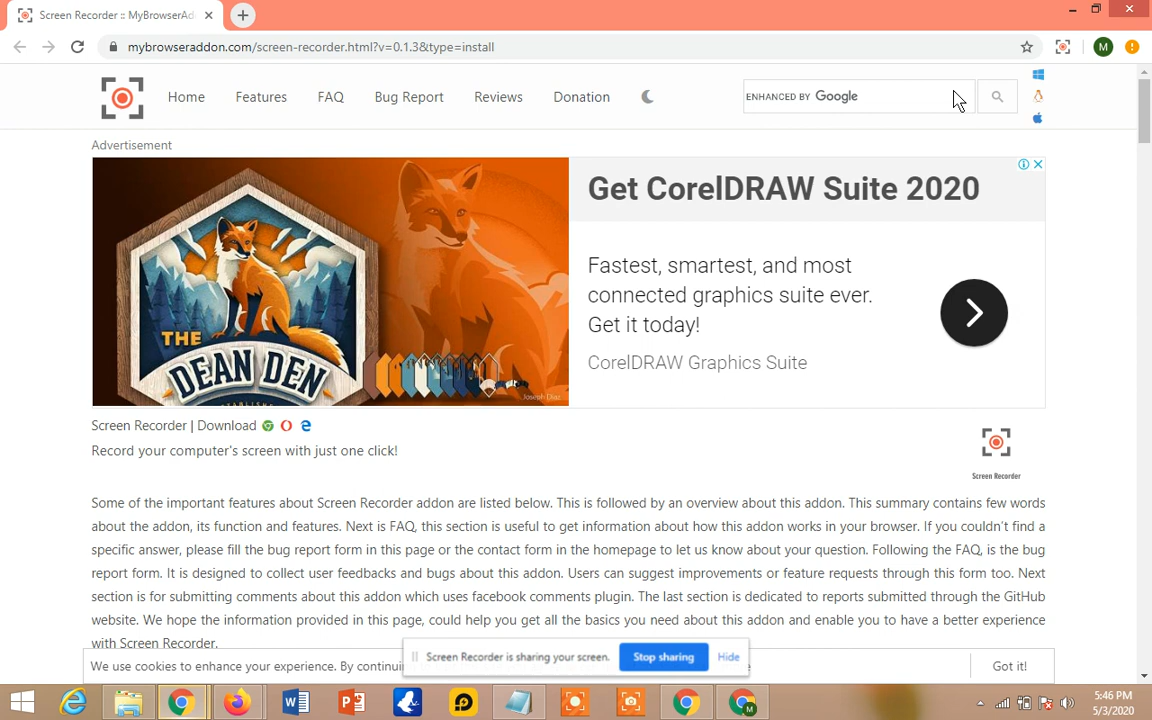 Screen Recorder :: MyBrowserAd
mybrowseraddon.com/screen-recorder.html?v=0.1.3&type=install
M
Home
Features
FAQ
Bug Report
Reviews
Donation
ENHANCED BY Google
Advertisement
THE
DEAN DEN
Joseph Diaz
Get CorelDRAW Suite 2020
Fastest, smartest, and most
connected graphics suite ever.
Get it today!
CorelDRAW Graphics Suite
Screen Recorder | Download
Record your computer's screen with just one click!
Screen Recorder
Some of the important features about Screen Recorder addon are listed below. This is followed by an overview about this addon. This summary contains few words
about the addon, its function and features. Next is FAQ, this section is useful to get information about how this addon works in your browser. If you couldn't find a
specific answer, please fill the bug report form in this page or the contact form in the homepage to let us know about your question. Following the FAQ, is the bug
report form. It is designed to collect user feedbacks and bugs about this addon. Users can suggest improvements or feature requests through this form too. Next
section is for submitting comments about this addon which uses facebook comments plugin. The last section is dedicated to reports submitted through the GitHub
website. We hope the information provided in this page, could help you get all the basics you need about this addon and enable you to have a better experience
with Screen Recorder.
We use cookies to enhance your experience. By continui
Got it!
Screen Recorder is sharing your screen.
Stop sharing
Hide
5:46 PM
5/3/2020